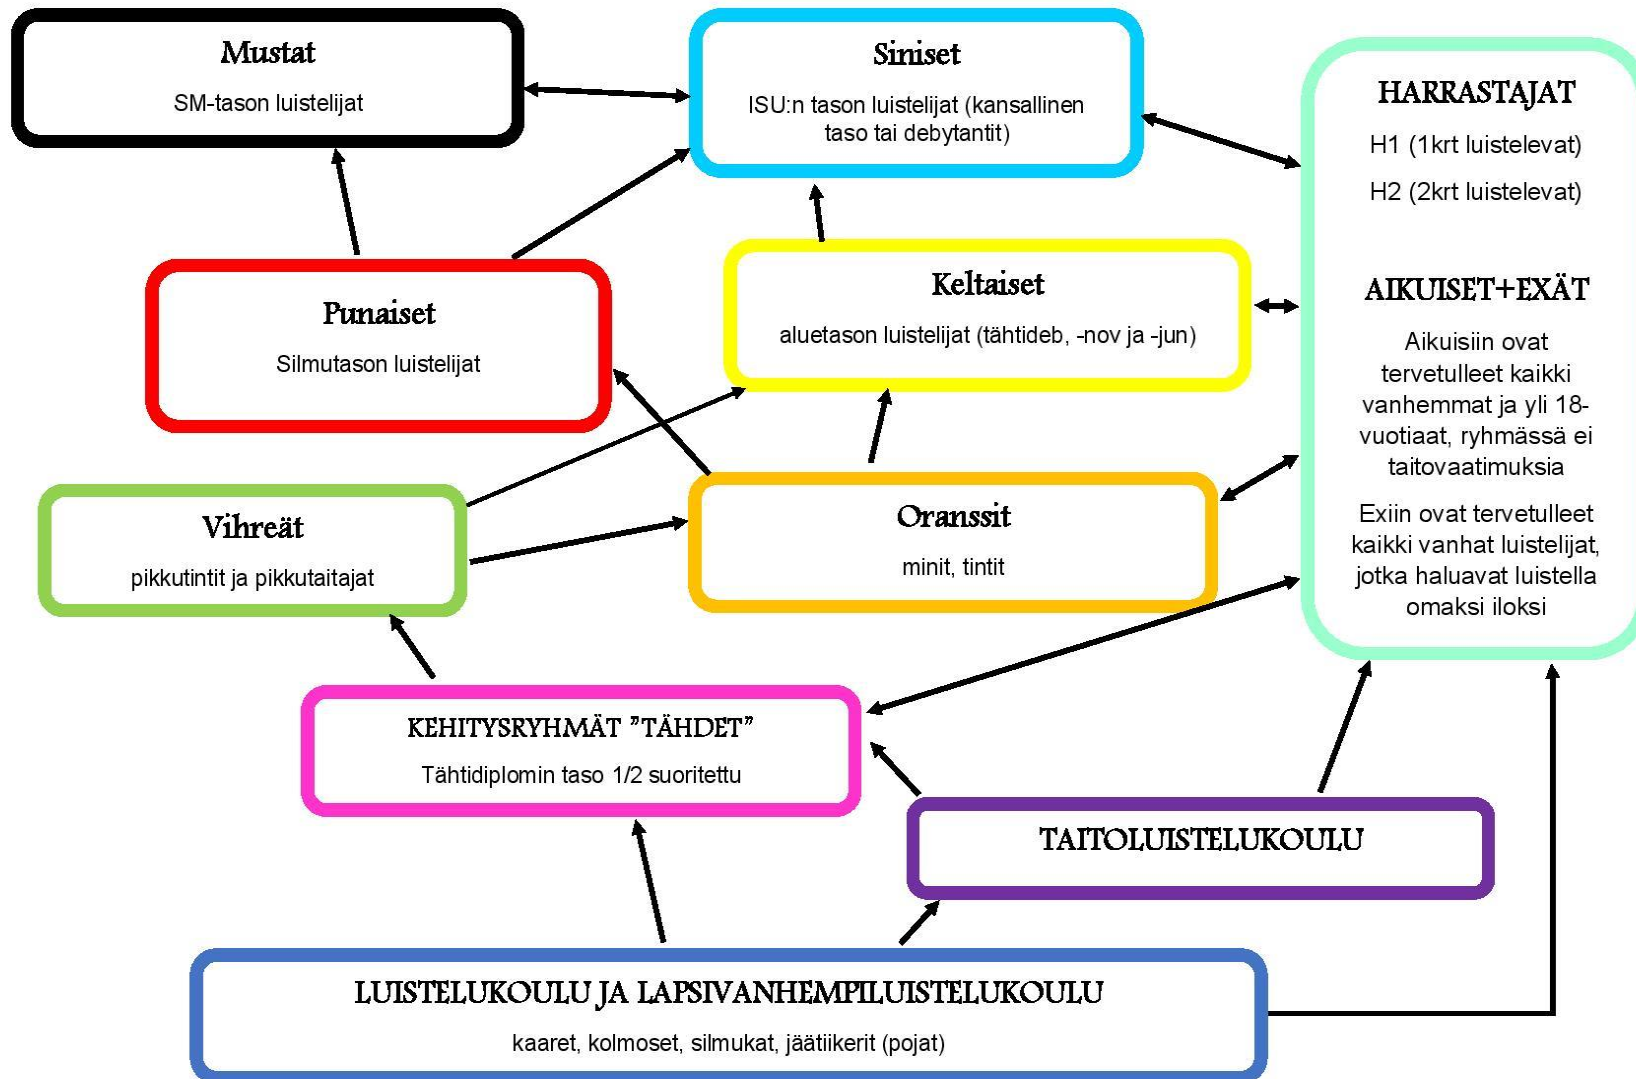 Mustat
SM-tason luistelijat
Siniset
ISU:n tason luistelijat (kansallinen
taso tai debytantit)
HARRASTAJAT
H1 (1krt luistelevat)
H2 (2krt luistelevat)
AIKUISET+EXÄT
Aikuisiin ovat
tervetulleet kaikki
vanhemmat ja yli 18-
vuotiaat, ryhmässä ei
taitovaatimuksia
Exiin ovat tervetulleet
kaikki vanhat luistelijat,
jotka haluavat luistella
omaksi iloksi
Punaiset
Silmutason luistelijat
Keltaiset
aluetason luistelijat (tähtideb, -nov ja -jun)
Vihreät
pikkutintit ja pikkutaitajat
Oranssit
minit, tintit
KEHITYSRYHMÄT ”TÄHDET”
Tähtidiplomin taso 1/2 suoritettu
TAITOLUISTELUKOULU
LUISTELUKOULU JA LAPSIVANHEMPILUISTELUKOULU
kaaret, kolmoset, silmukat, jäätiikerit (pojat)